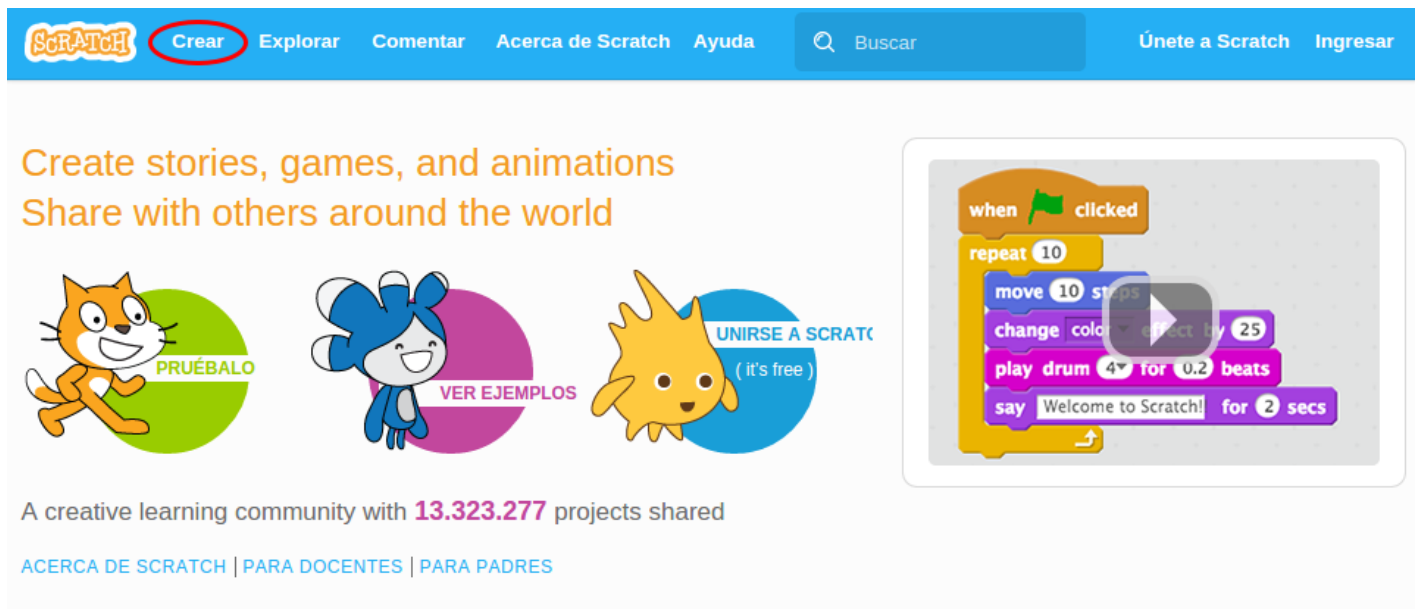 SCRATCH Crear Explorar Comentar Acerca de Scratch Ayuda Buscar Únete a Scratch Ingresar
Create stories, games, and animations
Share with others around the world
PRUÉBALO
VER EJEMPLOS
UNIRSE A SCRATC
( it's free )
when clicked
repeat 10
move 10 steps
change color effect by 25
play drum 4 for 0.2 beats
say Welcome to Scratch! for 2 secs
A creative learning community with 13.323.277 projects shared
ACERCA DE SCRATCH | PARA DOCENTES | PARA PADRES